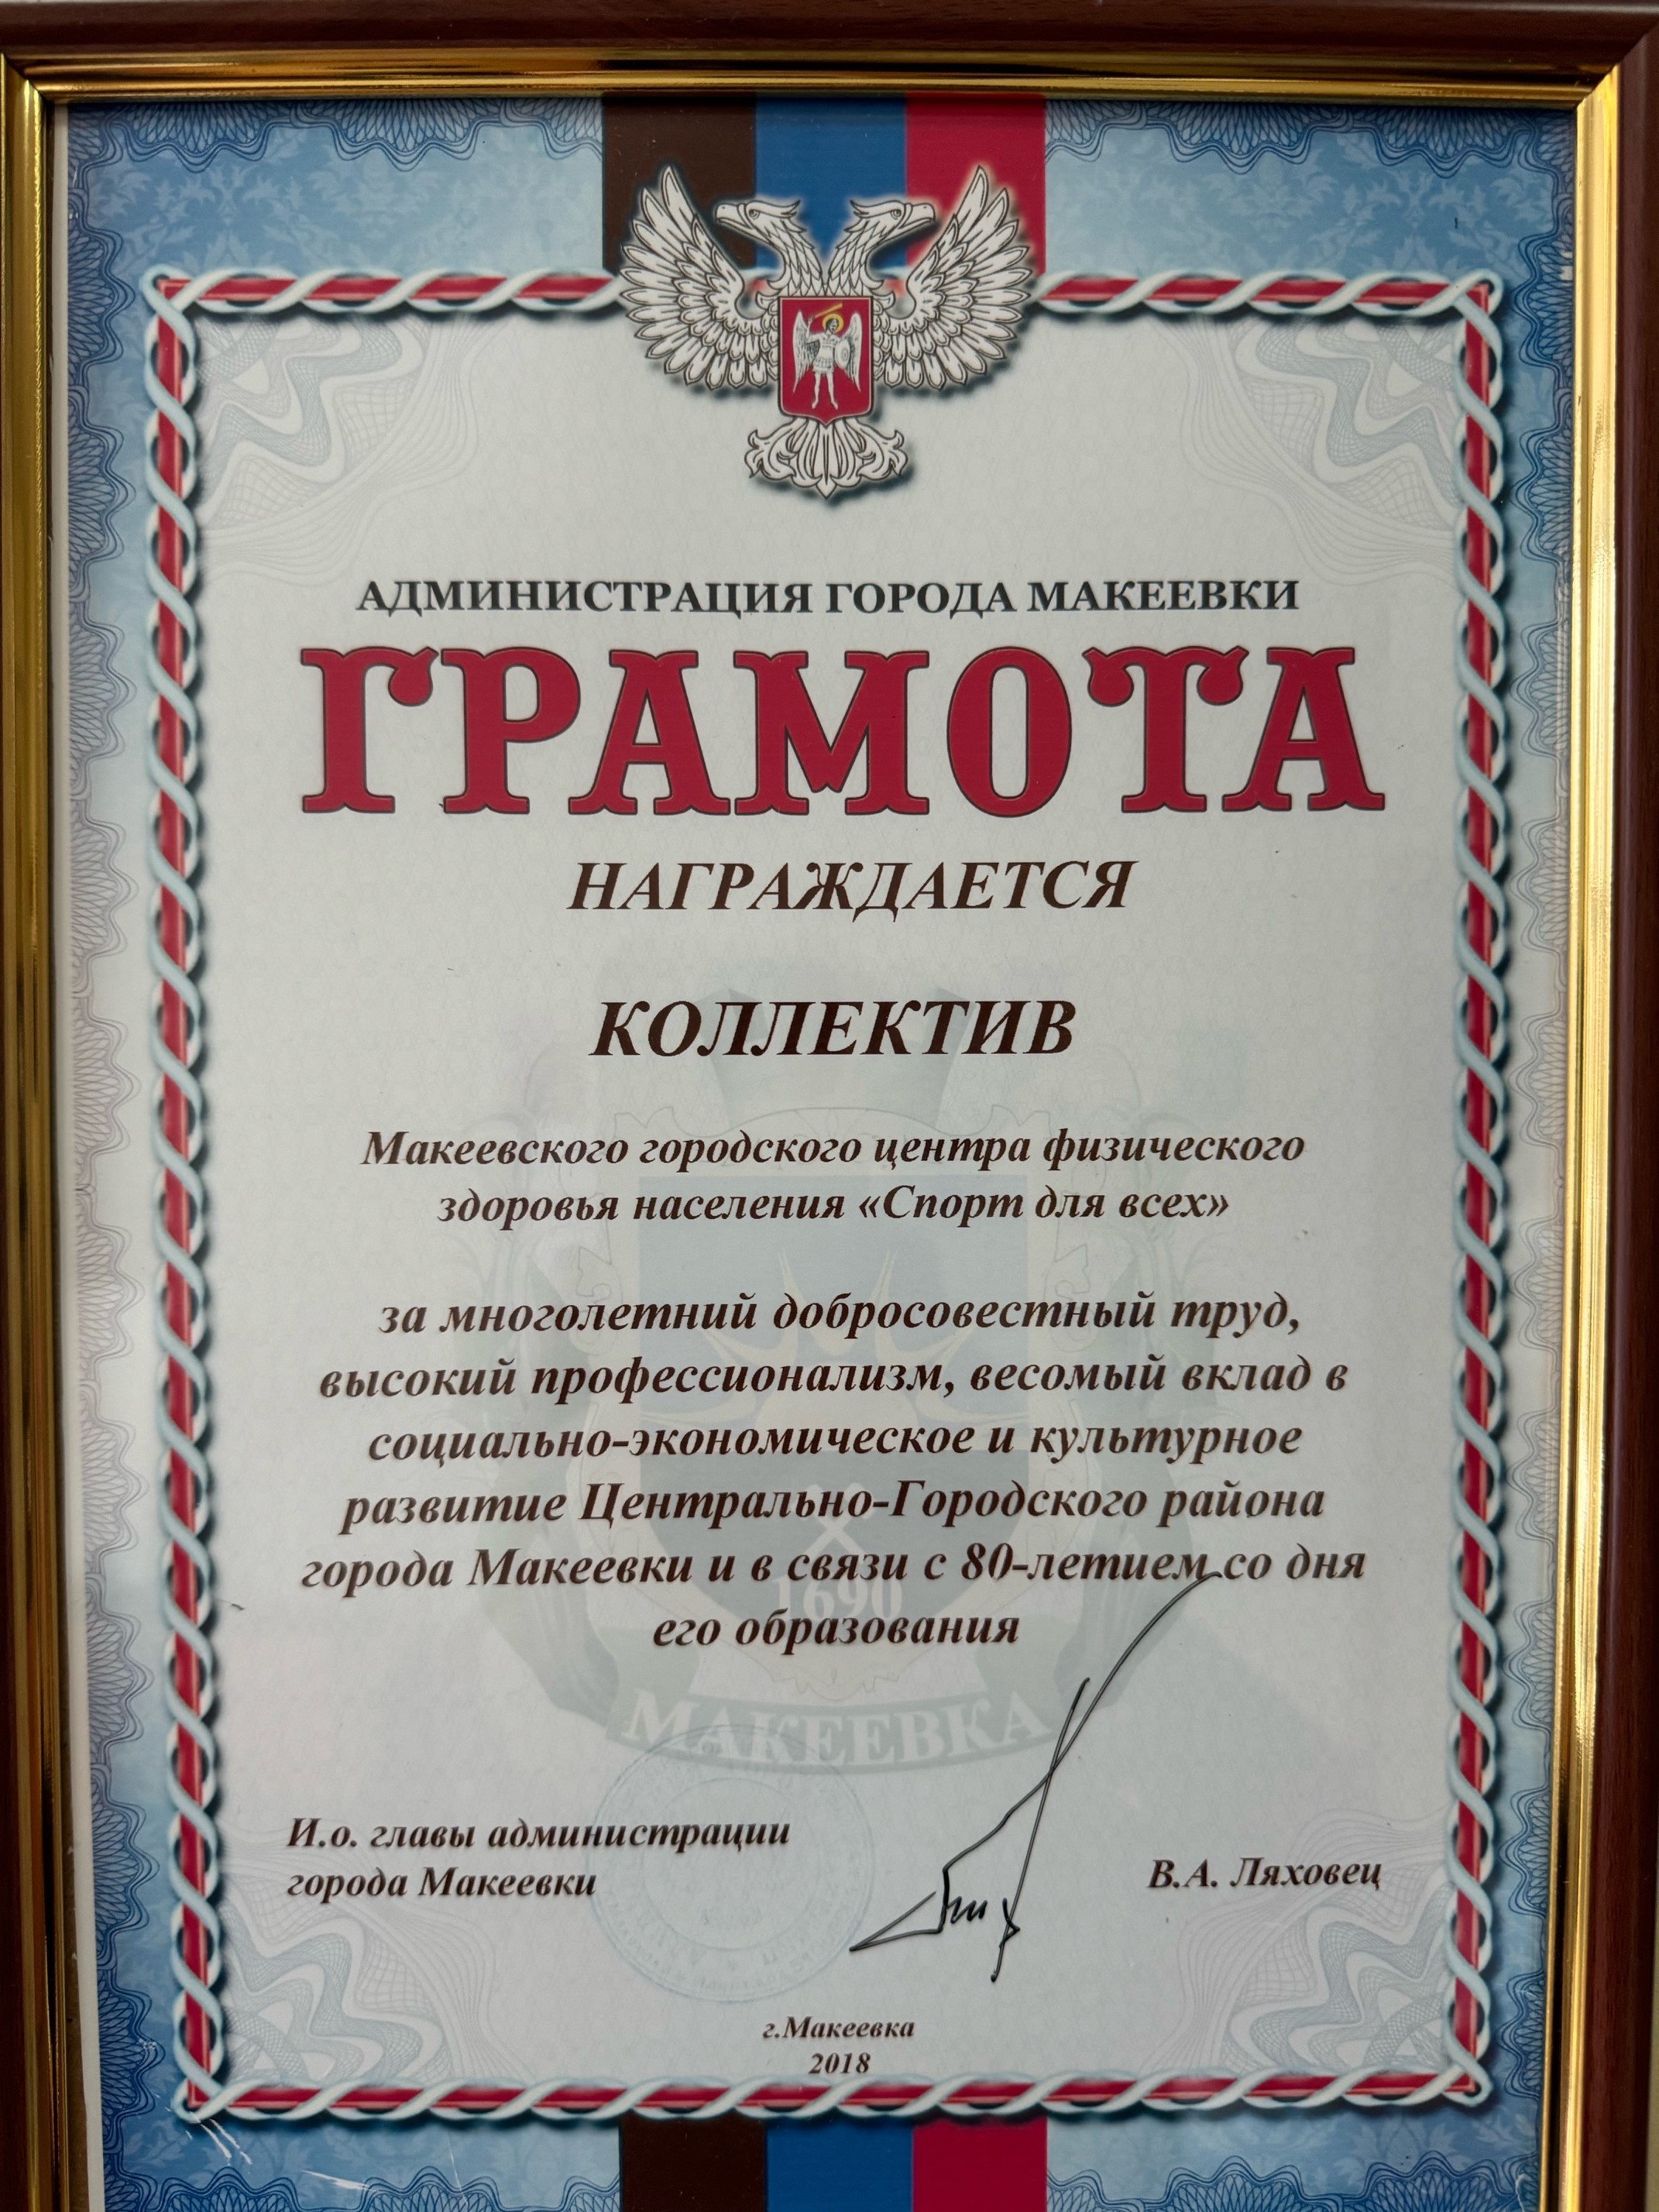 АДМИНИСТРАЦИЯ ГОРОДА МАКЕЕВКИ
ГРАМОТА
НАГРАЖДАЕТСЯ
КОЛЛЕКТИВ
Макеевского городского центра физического
здоровья населения «Спорт для всех»
за многолетний добросовестный труд,
высокий профессионализм, весомый вклад в
социально-экономическое и культурное
развитие Центрально-Городского района
города Макеевки и в связи с 80-летием со дня
его образования
1690
МАКЕЕВКА
И.о. главы администрации
города Макеевки
В.А. Ляховец
г.Макеевка
2018